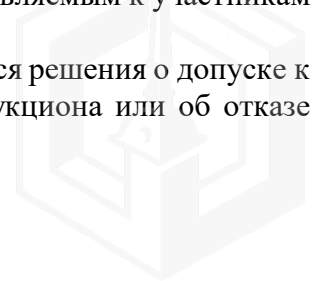 вляемым к участникам
ся решения о допуске к
укциона или об отказе